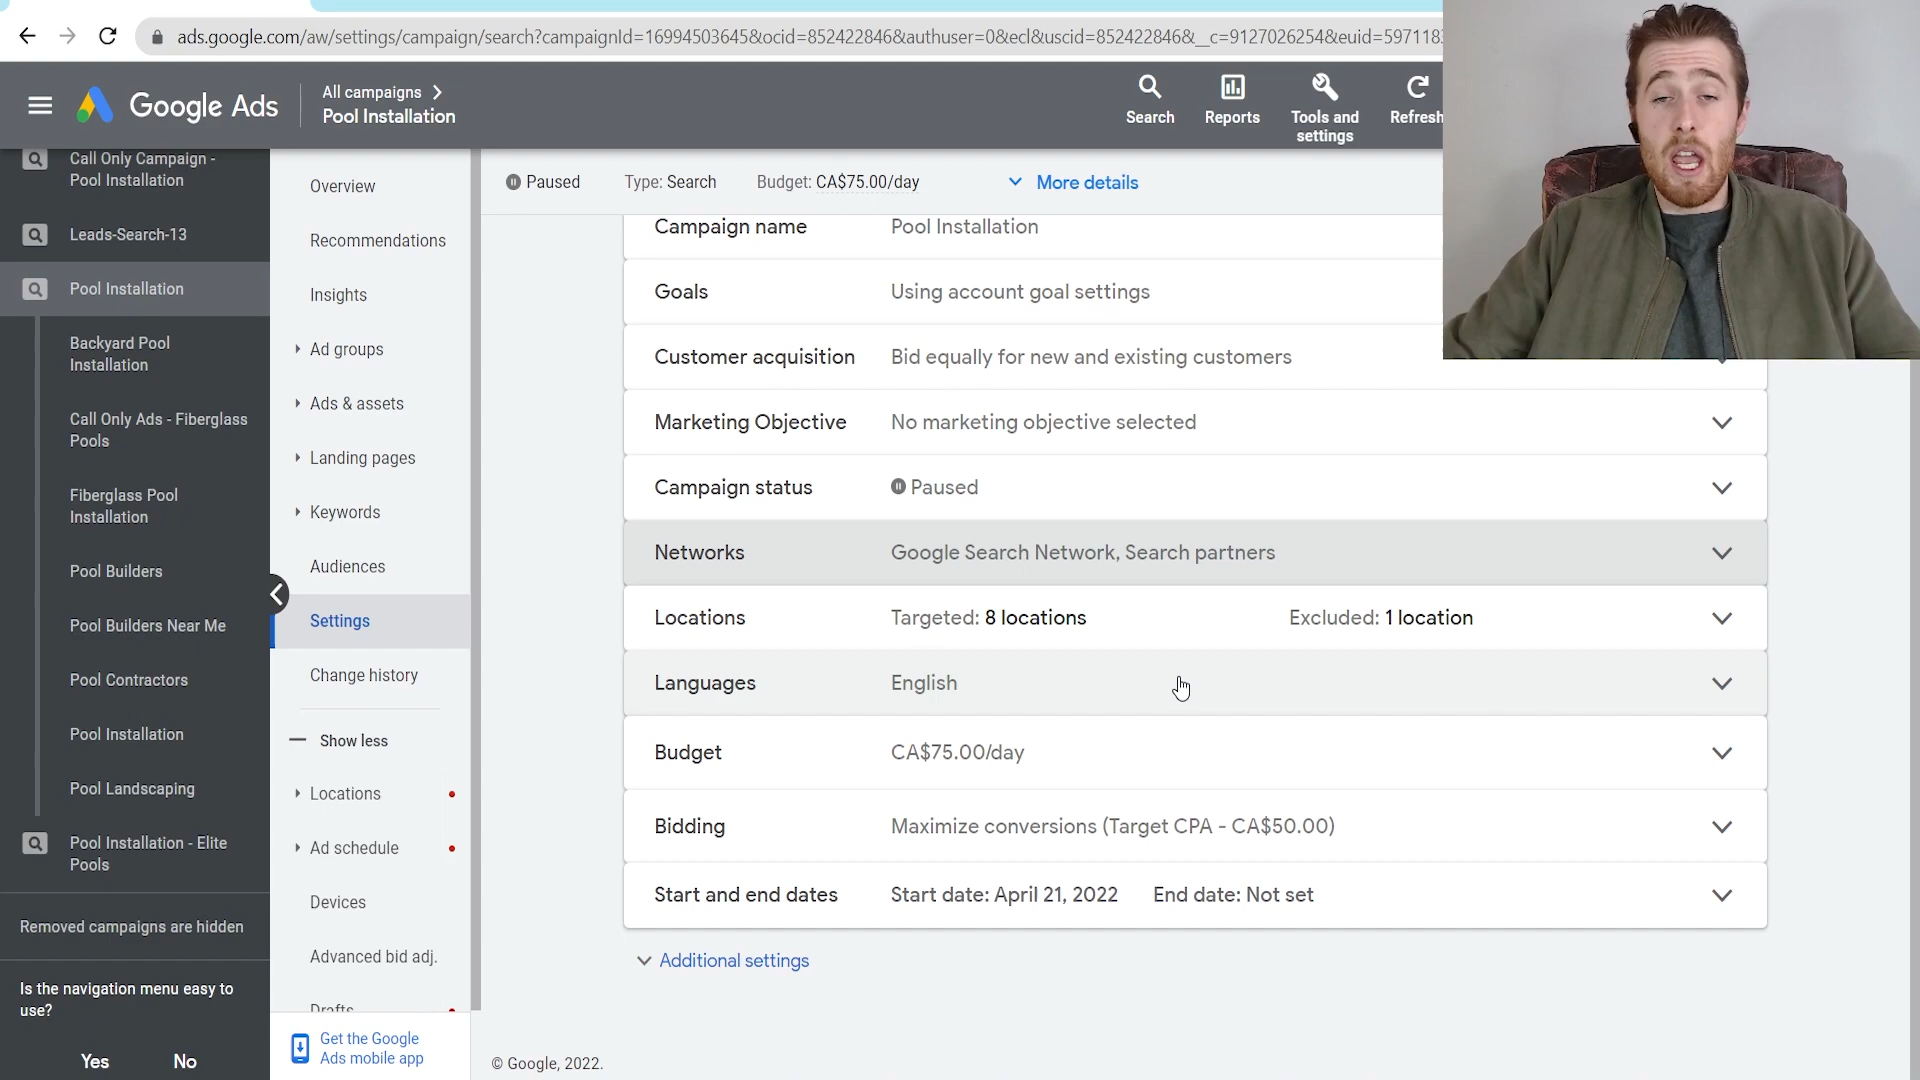 ads.google.com/aw/settings/campaign/search?campaignId=16994503645&ocid=852422846&authuser=0&ecl&uscid=852422846&__c=9127026254&euid=597118
Google Ads
All campaigns
Pool Installation
Search
Reports
Tools and
settings
Refresh
Call Only Campaign -
Pool Installation
Leads-Search-13
Pool Installation
Backyard Pool
Installation
Call Only Ads - Fiberglass
Pools
Fiberglass Pool
Installation
Pool Builders
Pool Builders Near Me
Pool Contractors
Pool Installation
Pool Landscaping
Pool Installation - Elite
Pools
Removed campaigns are hidden
Is the navigation menu easy to
use?
Yes No
Overview
Recommendations
Insights
Ad groups
Ads & assets
Landing pages
Keywords
Audiences
Settings
Change history
Show less
Locations
Ad schedule
Devices
Advanced bid adj.
Drafts
Get the Google
Ads mobile app
Paused Type: Search Budget: CA$75.00/day More details
Campaign name Pool Installation
Goals Using account goal settings
Customer acquisition Bid equally for new and existing customers
Marketing Objective No marketing objective selected
Campaign status Paused
Networks Google Search Network, Search partners
Locations Targeted: 8 locations Excluded: 1 location
Languages English
Budget CA$75.00/day
Bidding Maximize conversions (Target CPA - CA$50.00)
Start and end dates Start date: April 21, 2022 End date: Not set
Additional settings
© Google, 2022.